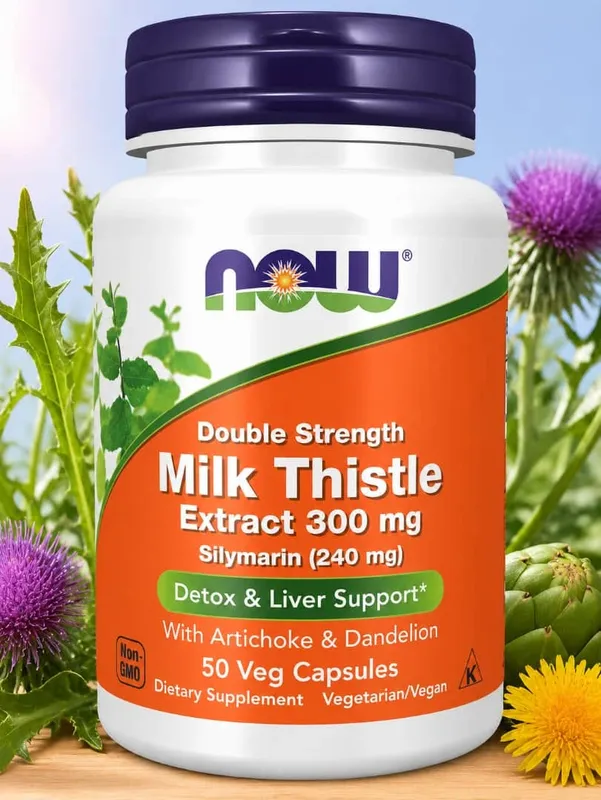 NOW®
Double Strength
Milk Thistle
Extract 300 mg
Silymarin (240 mg)
Detox & Liver Support*
With Artichoke & Dandelion
50 Veg Capsules
Non-
GMO
Dietary Supplement Vegetarian/Vegan
K